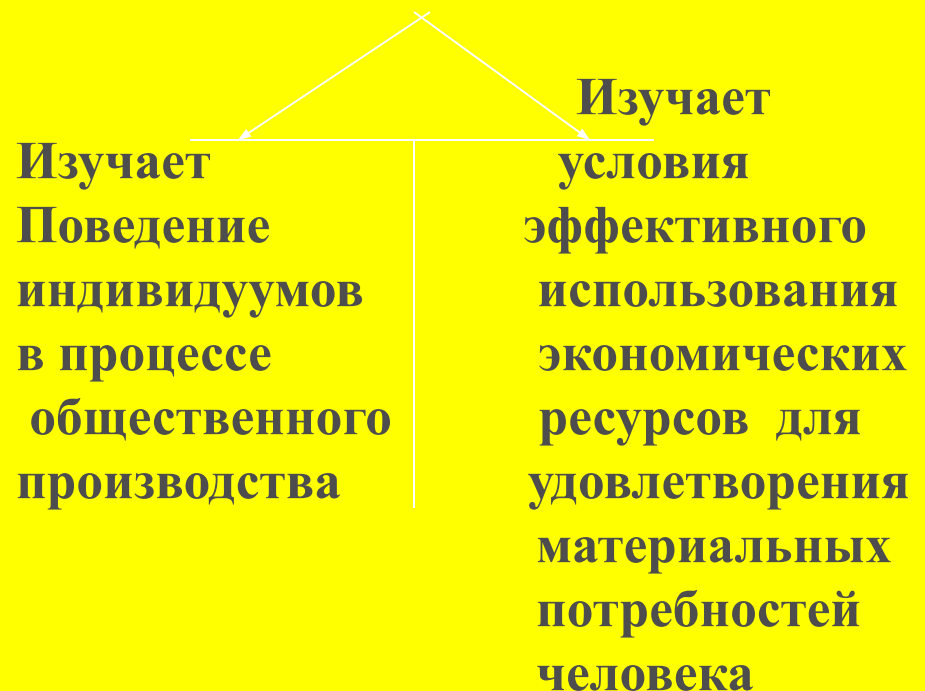 Изучает
Поведение
индивидуумов
в процессе
общественного
производства
Изучает
условия
эффективного
использования
экономических
ресурсов для
удовлетворения
материальных
потребностей
человека